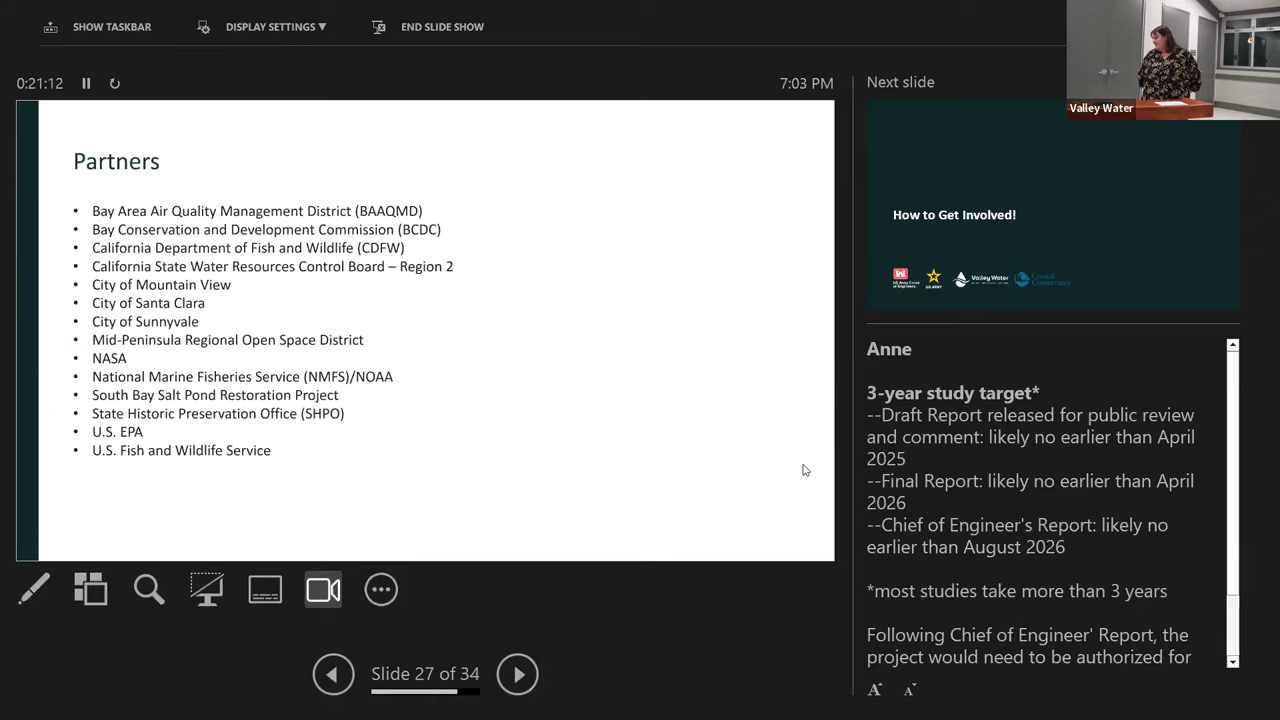 SHOW TASKBAR
DISPLAY SETTINGS ▼
END SLIDE SHOW
Valley Water
0:21:12
7:03 PM
Next slide
Partners
• Bay Area Air Quality Management District (BAAQMD)
• Bay Conservation and Development Commission (BCDC)
• California Department of Fish and Wildlife (CDFW)
• California State Water Resources Control Board – Region 2
• City of Mountain View
• City of Santa Clara
• City of Sunnyvale
• Mid-Peninsula Regional Open Space District
• NASA
• National Marine Fisheries Service (NMFS)/NOAA
• South Bay Salt Pond Restoration Project
• State Historic Preservation Office (SHPO)
• U.S. EPA
• U.S. Fish and Wildlife Service
How to Get Involved!
US Army Corps
of Engineers
U.S. ARMY
Valley Water
Coastal
Conservancy
Anne
3-year study target*
--Draft Report released for public review
and comment: likely no earlier than April
2025
--Final Report: likely no earlier than April
2026
--Chief of Engineer's Report: likely no
earlier than August 2026
*most studies take more than 3 years
Following Chief of Engineer' Report, the
project would need to be authorized for
A A
Slide 27 of 34